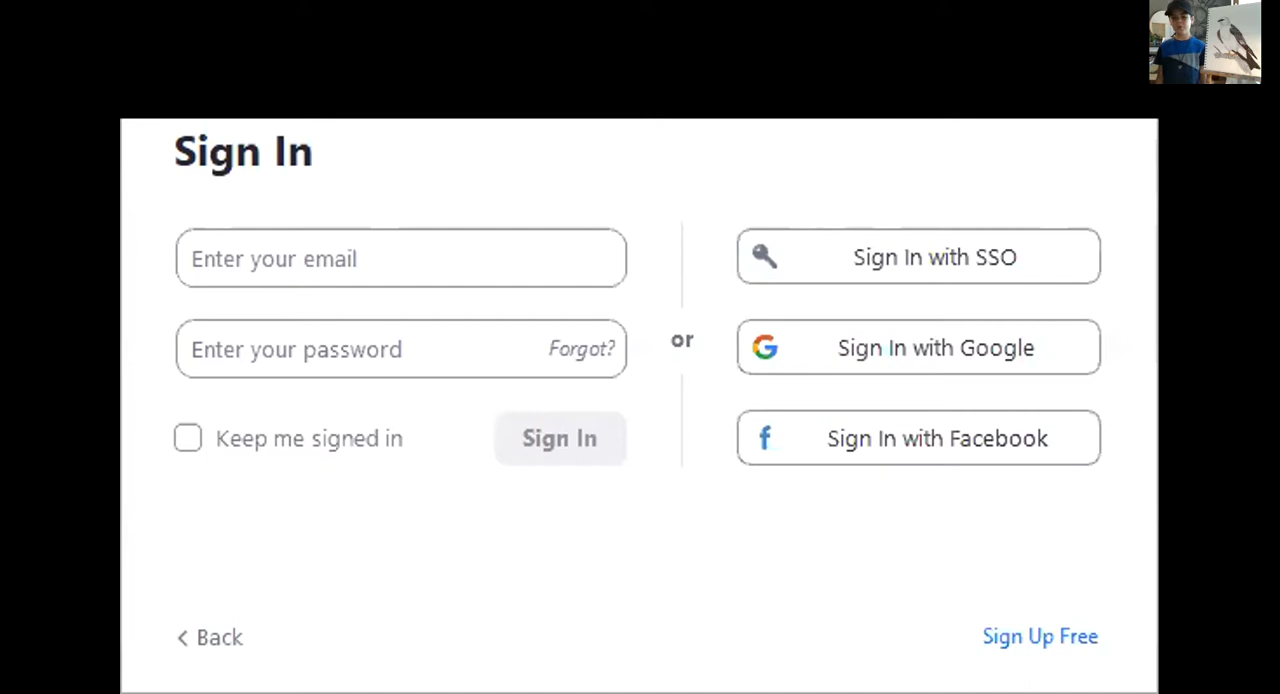 Sign In
Enter your email
Enter your password Forgot?
Keep me signed in Sign In
or
Sign In with SSO
Sign In with Google
Sign In with Facebook
Back
Sign Up Free